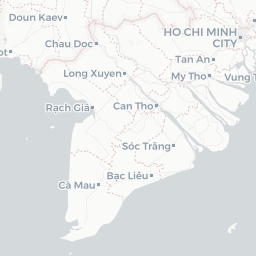 Doun Kaev
HO CHI MINH
CITY
Chau Doc
Tan An
ot
Long Xuyen
My Tho
Vung T
Rạch Giá
Can Tho
Sóc Trăng
Bạc Liêu
Cà Mau